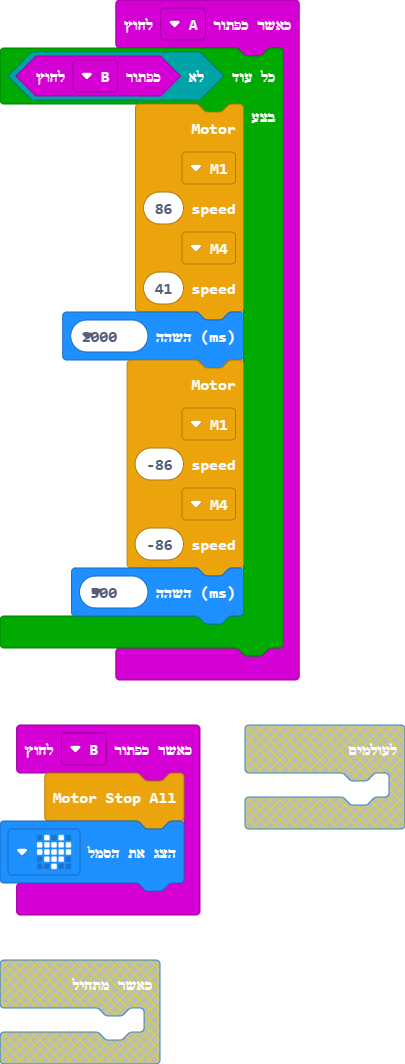 כאשר כפתור A לחוץ
כל עוד לא כפתור B לחוץ
בצע
Motor
M1
speed 86
M4
speed 41
השהה (ms)
Motor
M1
speed -86
M4
speed -86
השהה (ms)
כאשר כפתור B לחוץ
Motor Stop All
הצג את הסמל
לעולמים
כאשר מתחיל